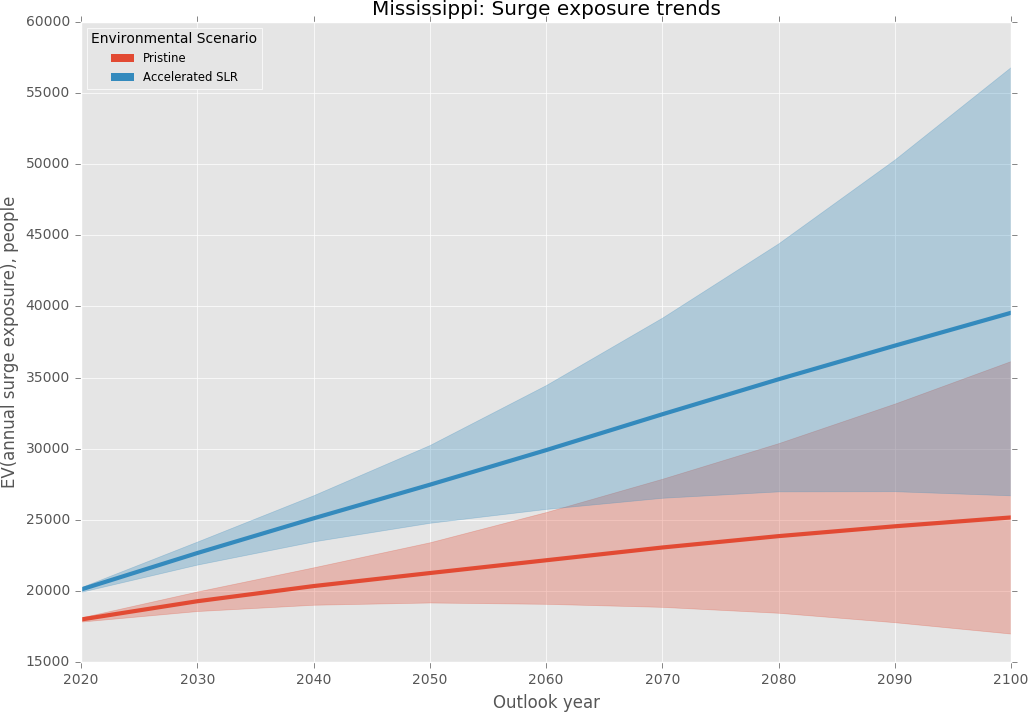 Mississippi: Surge exposure trends
60000
Environmental Scenario
Pristine
Accelerated SLR
55000
50000
45000
40000
35000
30000
25000
20000
15000
EV(annual surge exposure), people
2020 2030 2040 2050 2060 2070 2080 2090 2100
Outlook year